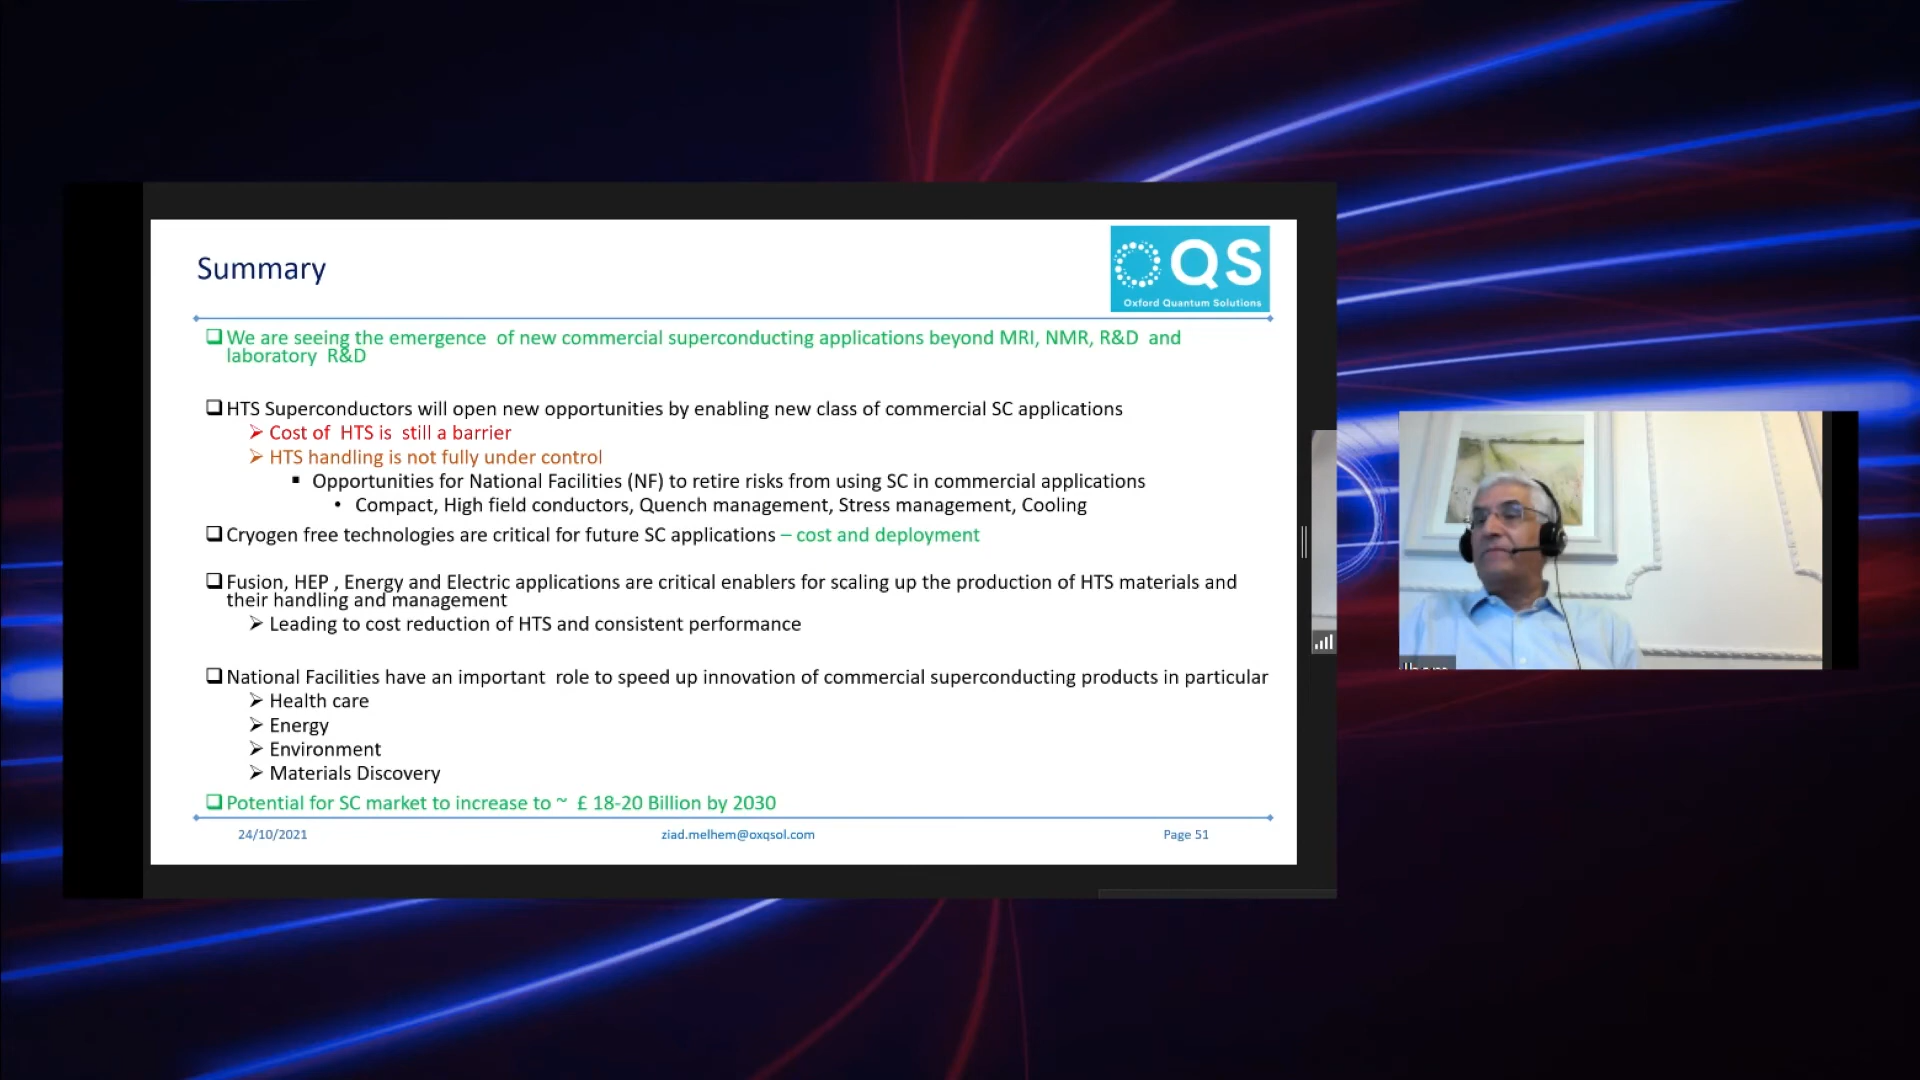 Summary
QS
Oxford Quantum Solutions
We are seeing the emergence of new commercial superconducting applications beyond MRI, NMR, R&D and
laboratory R&D
HTS Superconductors will open new opportunities by enabling new class of commercial SC applications
Cost of HTS is still a barrier
HTS handling is not fully under control
Opportunities for National Facilities (NF) to retire risks from using SC in commercial applications
Compact, High field conductors, Quench management, Stress management, Cooling
Cryogen free technologies are critical for future SC applications – cost and deployment
Fusion, HEP , Energy and Electric applications are critical enablers for scaling up the production of HTS materials and
their handling and management
Leading to cost reduction of HTS and consistent performance
National Facilities have an important role to speed up innovation of commercial superconducting products in particular
Health care
Energy
Environment
Materials Discovery
Potential for SC market to increase to ~ £ 18-20 Billion by 2030
24/10/2021
ziad.melhem@oxqsol.com
Page 51